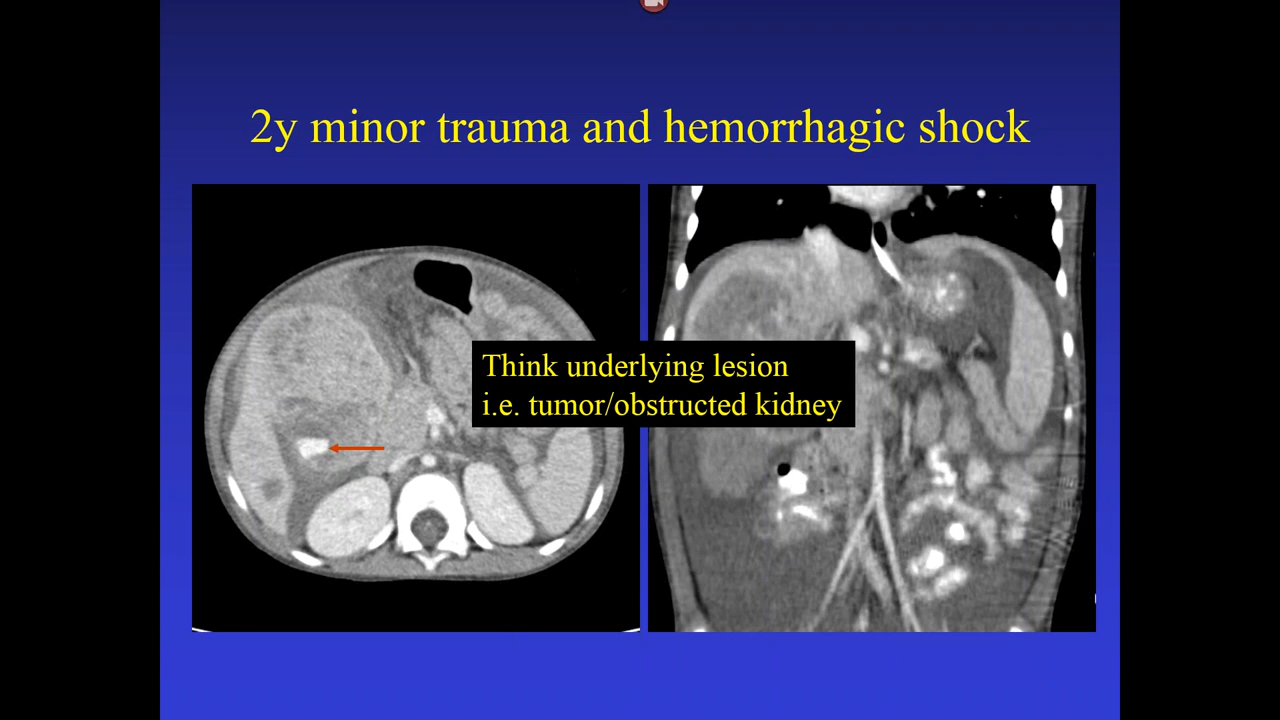 2y minor trauma and hemorrhagic shock
Think underlying lesion
i.e. tumor/obstructed kidney